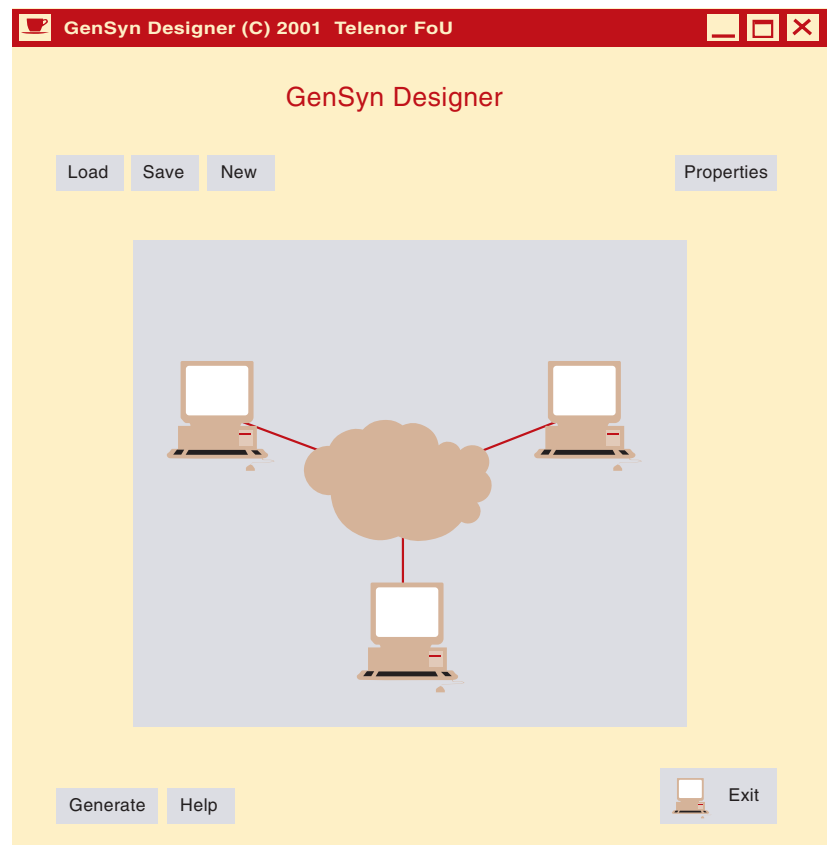 GenSyn Designer (C) 2001 Telenor FoU
GenSyn Designer
Load Save New Properties
Generate Help Exit